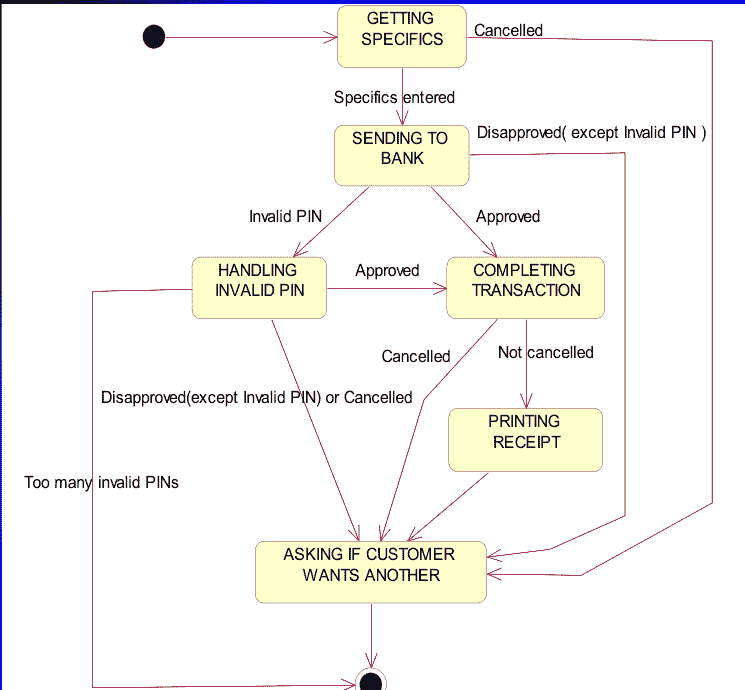 GETTING
SPECIFICS
Cancelled
Specifics entered
Disapproved( except Invalid PIN )
SENDING TO
BANK
Invalid PIN
Approved
HANDLING
INVALID PIN
Approved
COMPLETING
TRANSACTION
Cancelled
Not cancelled
Disapproved(except Invalid PIN) or Cancelled
PRINTING
RECEIPT
Too many invalid PINs
ASKING IF CUSTOMER
WANTS ANOTHER